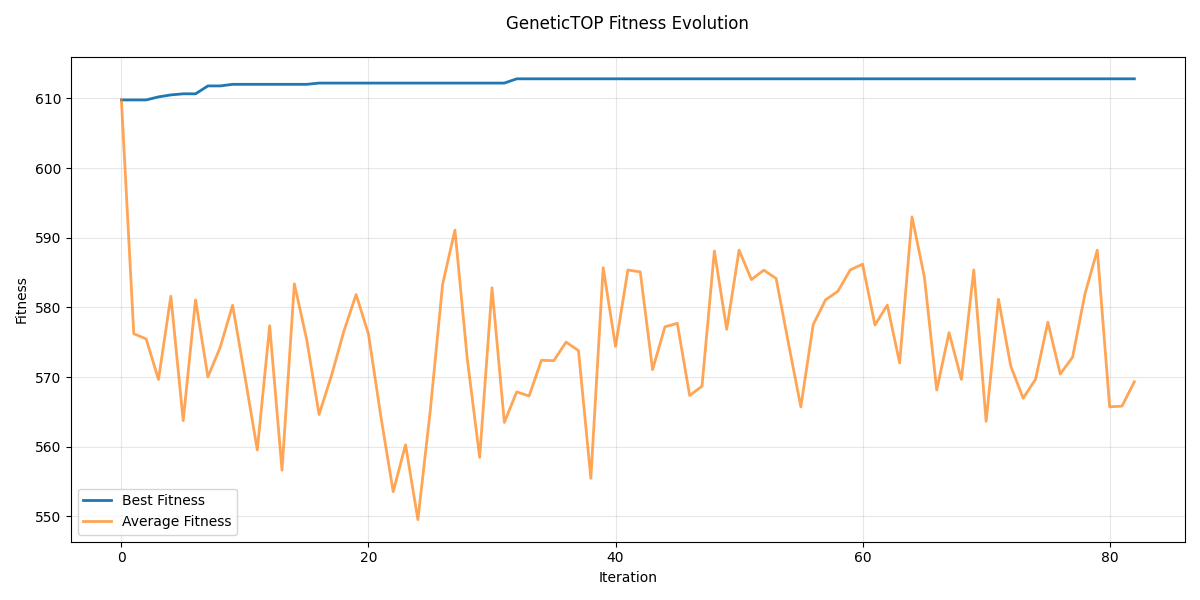 GeneticTOP Fitness Evolution
Fitness
610
600
590
580
570
560
550
Best Fitness
Average Fitness
0 20 40 60 80
Iteration